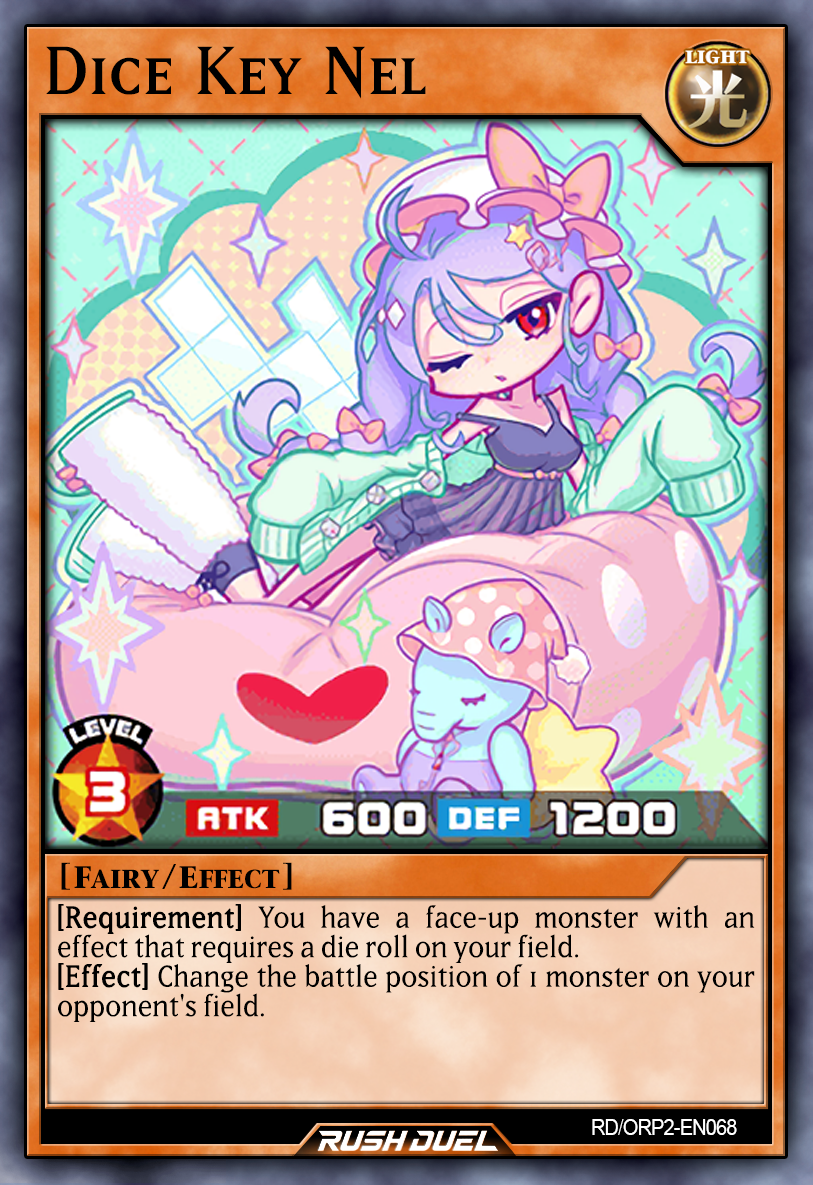 Dice Key Nel
LIGHT
光
LEVEL
3
ATK 600 DEF 1200
[Fairy/Effect]
[Requirement] You have a face-up monster with an
effect that requires a die roll on your field.
[Effect] Change the battle position of 1 monster on your
opponent's field.
RD/ORP2-EN068
RUSH DUEL